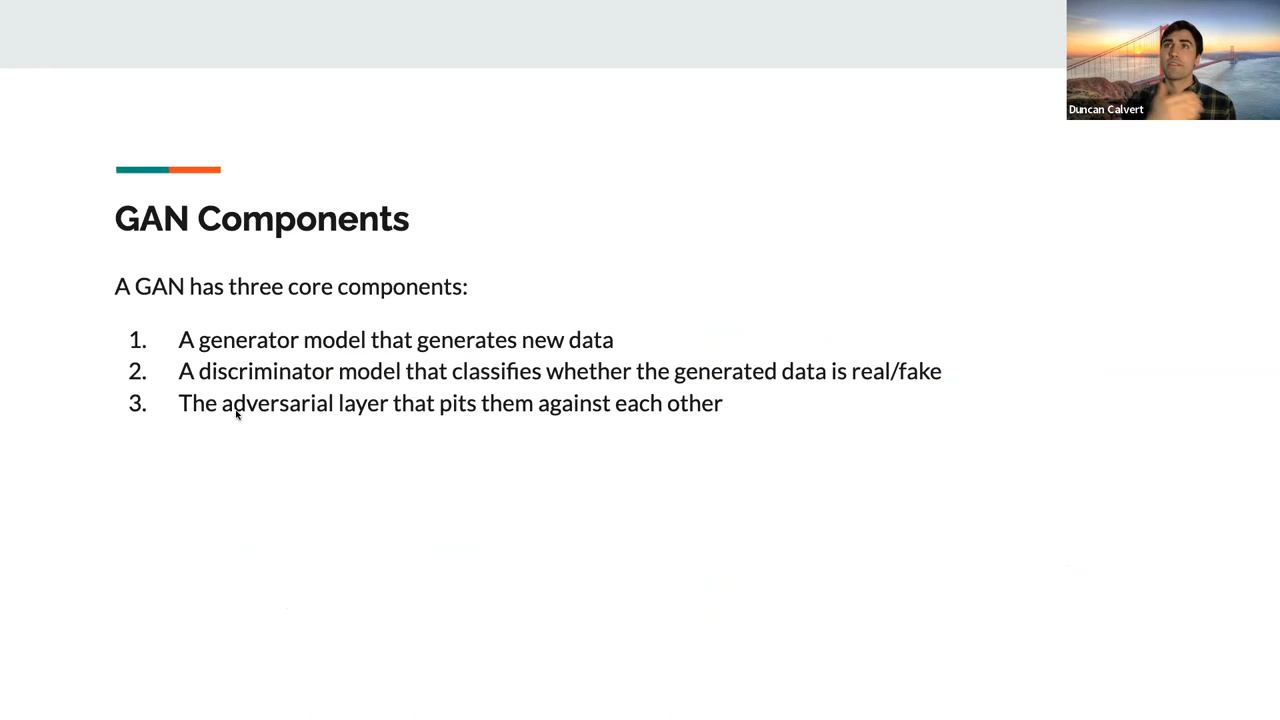 Duncan Calvert
GAN Components
A GAN has three core components:
1. A generator model that generates new data
2. A discriminator model that classifies whether the generated data is real/fake
3. The adversarial layer that pits them against each other